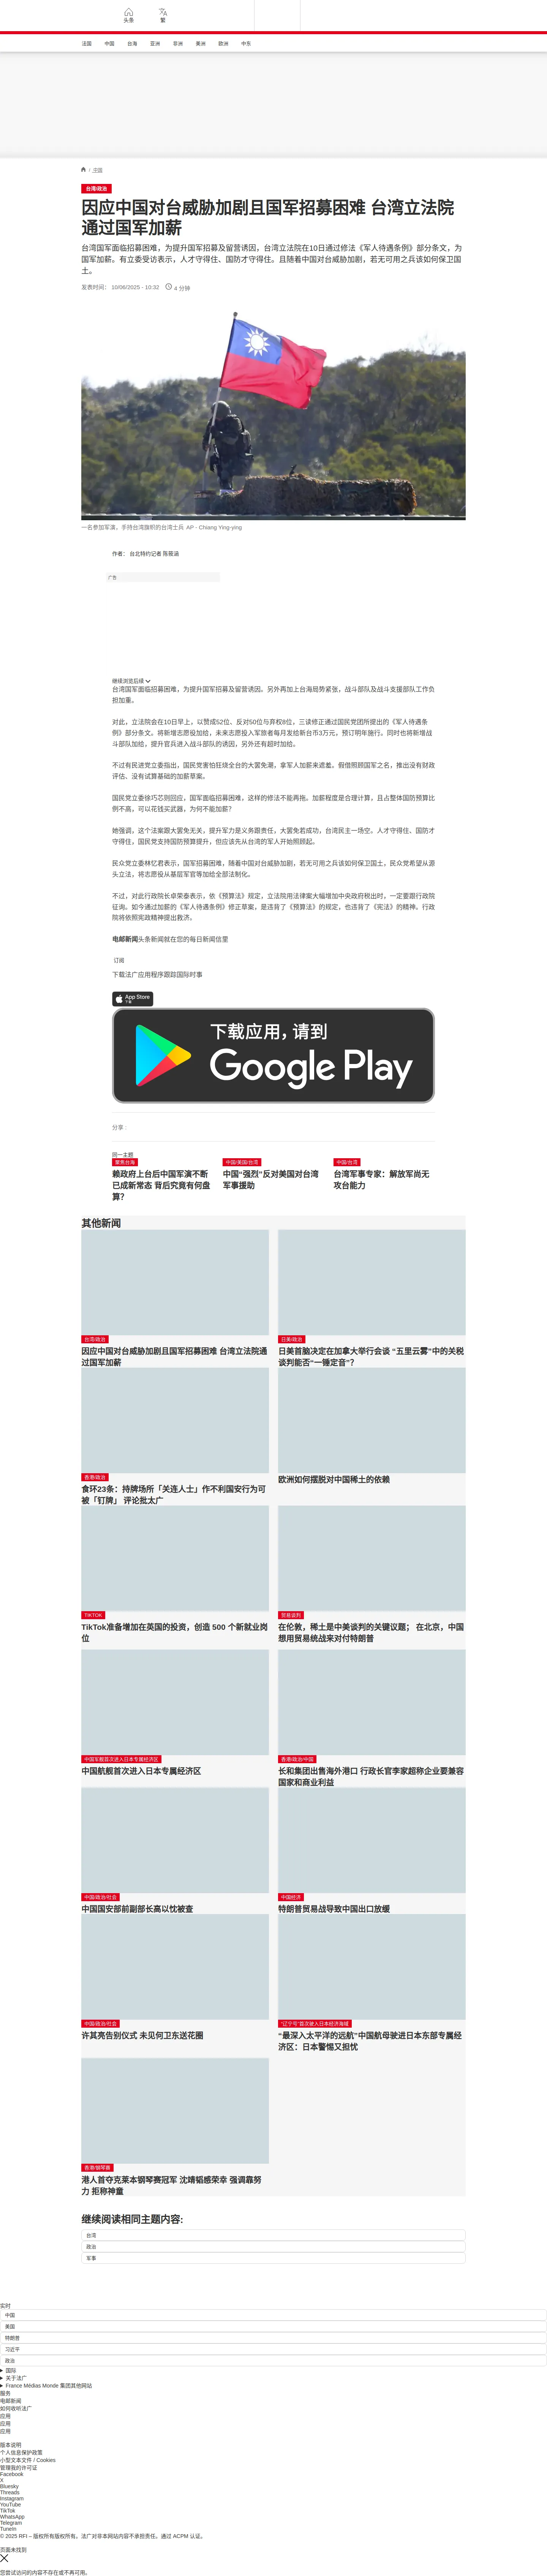 头条
繁
法国
中国
台海
亚洲
非洲
美洲
欧洲
中东
/ 中国
台湾/政治
因应中国对台威胁加剧且国军招募困难 台湾立法院
通过国军加薪
台湾国军面临招募困难，为提升国军招募及留营诱因，台湾立法院在10日通过修法《军人待遇条例》部分条文，为
国军加薪。有立委受访表示，人才守得住、国防才守得住。且随着中国对台威胁加剧，若无可用之兵该如何保卫国
土。
发表时间： 10/06/2025 - 10:32 4 分钟
一名参加军演，手持台湾旗帜的台湾士兵 AP - Chiang Ying-ying
作者： 台北特约记者 陈筱涵
广告
继续浏览后续
台湾国军面临招募困难，为提升国军招募及留营诱因。另外再加上台海局势紧张，战斗部队及战斗支援部队工作负
担加重。
对此，立法院会在10日早上，以赞成52位、反对50位与弃权8位，三读修正通过国民党团所提出的《军人待遇条
例》部分条文。将新增志愿役加给，未来志愿投入军旅者每月发给新台币3万元，预订明年施行。同时也将新增战
斗部队加给，提升官兵进入战斗部队的诱因，另外还有超时加给。
不过有民进党立委指出，国民党害怕狂绕全台的大罢免潮，拿军人加薪来遮羞。假借照顾国军之名，推出没有财政
评估、没有试算基础的加薪草案。
国民党立委徐巧芯则回应，国军面临招募困难，这样的修法不能再拖。加薪程度是合理计算，且占整体国防预算比
例不高，可以花钱买武器，为何不能加薪?
她强调，这个法案跟大罢免无关，提升军力是义务跟责任，大罢免若成功，台湾民主一场空。人才守得住、国防才
守得住，国民党支持国防预算提升，但应该先从台湾的军人开始照顾起。
民众党立委林忆君表示，国军招募困难，随着中国对台威胁加剧，若无可用之兵该如何保卫国土，民众党希望从源
头立法，将志愿役从基层军官等加给全部法制化。
不过，对此行政院长卓荣泰表示，依《预算法》规定，立法院用法律案大幅增加中央政府税出时，一定要跟行政院
征询。如今通过加薪的《军人待遇条例》修正草案，是违背了《预算法》的规定，也违背了《宪法》的精神。行政
院将依照宪政精神提出救济。
电邮新闻头条新闻就在您的每日新闻信里
订阅
下载法广应用程序跟踪国际时事
App Store
下载
下载应用，请到
Google Play
分享 :
同一主题
聚焦台海
赖政府上台后中国军演不断
已成新常态 背后究竟有何盘
算？
中国/美国/台湾
中国“强烈”反对美国对台湾
军事援助
中国/台湾
台湾军事专家：解放军尚无
攻台能力
其他新闻
台湾/政治
因应中国对台威胁加剧且国军招募困难 台湾立法院通
过国军加薪
日美/政治
日美首脑决定在加拿大举行会谈 “五里云雾”中的关税
谈判能否“一锤定音”？
香港/政治
食环23条：持牌场所「关连人士」作不利国安行为可
被「钉牌」 评论批太广
欧洲如何摆脱对中国稀土的依赖
TIKTOK
TikTok准备增加在英国的投资，创造 500 个新就业岗
位
贸易谈判
在伦敦，稀土是中美谈判的关键议题； 在北京，中国
想用贸易统战来对付特朗普
中国军舰首次进入日本专属经济区
中国航舰首次进入日本专属经济区
香港/政治/中国
长和集团出售海外港口 行政长官李家超称企业要兼容
国家和商业利益
中国/政治/社会
中国国安部前副部长高以忱被查
中国经济
特朗普贸易战导致中国出口放缓
中国/政治/社会
许其亮告别仪式 未见何卫东送花圈
“辽宁号”首次驶入日本经济海域
“最深入太平洋的远航”中国航母驶进日本东部专属经
济区：日本警惕又担忧
香港/钢琴赛
港人首夺克莱本钢琴赛冠军 沈靖韬感荣幸 强调靠努
力 拒称神童
继续阅读相同主题内容:
台湾
政治
军事
实时
中国
美国
特朗普
习近平
政治
国际
关于法广
France Médias Monde 集团其他网站
服务
电邮新闻
如何收听法广
应用
应用
应用
版本说明
个人信息保护政策
小型文本文件 / Cookies
管理我的许可证
Facebook
X
Bluesky
Threads
Instagram
YouTube
TikTok
WhatsApp
Telegram
TuneIn
© 2025 RFI – 版权所有版权所有。法广对非本网站内容不承担责任。通过 ACPM 认证。
页面未找到
您尝试访问的内容不存在或不再可用。